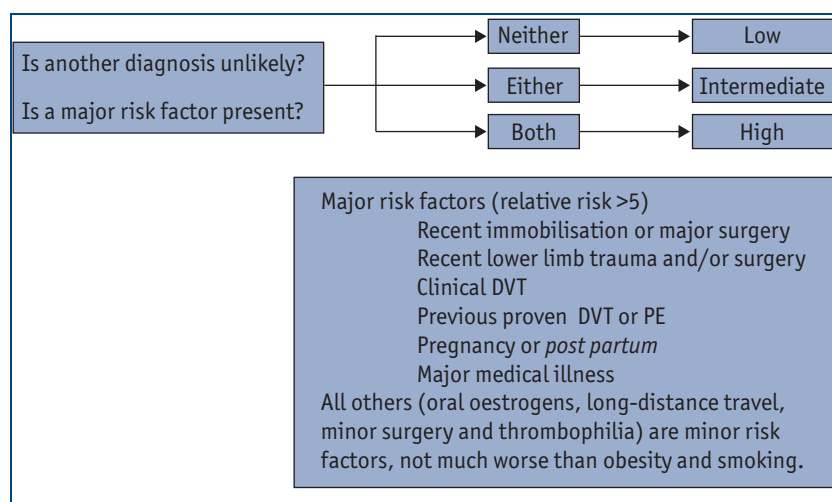 Is another diagnosis unlikely?
Is a major risk factor present?
Neither
Low
Either
Intermediate
Both
High
Major risk factors (relative risk >5)
Recent immobilisation or major surgery
Recent lower limb trauma and/or surgery
Clinical DVT
Previous proven DVT or PE
Pregnancy or post partum
Major medical illness
All others (oral oestrogens, long-distance travel,
minor surgery and thrombophilia) are minor risk
factors, not much worse than obesity and smoking.